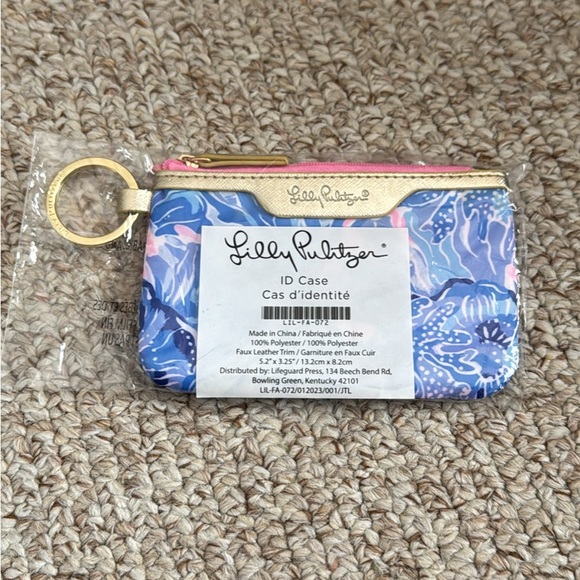 Lilly Pulitzer®
Lilly Pulitzer®
ID Case
Cas d'identité
LIL-FA-072
Made in China / Fabriqué en Chine
100% Polyester / 100% Polyester
Faux Leather Trim / Garniture en Faux Cuir
5.2" x 3.25" / 13.2cm x 8.2cm
Distributed by: Lifeguard Press, 134 Beech Bend Rd,
Bowling Green, Kentucky 42101
LIL-FA-072/012023/001/JTL